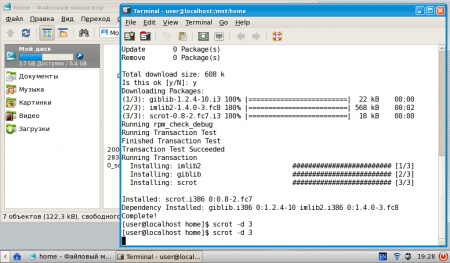 home - Файловый менеджер
Файл Правка Вид Переход
Мой диск
3,7 GB Доступно / 6,4 GB
Документы
Музыка
Картинки
Видео
Загрузки
7 объектов (122,3 kB), свободного
Terminal - user@localhost:/mnt/home
File Edit View Terminal Go Help
Update 0 Package(s)
Remove 0 Package(s)
Total download size: 608 k
Is this ok [y/N]: y
Downloading Packages:
(1/3): giblib-1.2.4-10.i3 100% |=========================| 22 kB 00:00
(2/3): imlib2-1.4.0-3.fc8 100% |=========================| 568 kB 00:02
(3/3): scrot-0.8-2.fc7.i3 100% |=========================| 18 kB 00:00
Running rpm_check_debug
Running Transaction Test
Finished Transaction Test
Transaction Test Succeeded
Running Transaction
Installing: imlib2 ######################### [1/3]
Installing: giblib ######################### [2/3]
Installing: scrot ######################### [3/3]
Installed: scrot.i386 0:0.8-2.fc7
Dependency Installed: giblib.i386 0:1.2.4-10 imlib2.i386 0:1.4.0-3.fc8
Complete!
[user@localhost home]$ scrot -d 3
[user@localhost home]$ scrot -d 3
home - Файловый м...
Terminal - user@local...
EN
19:28